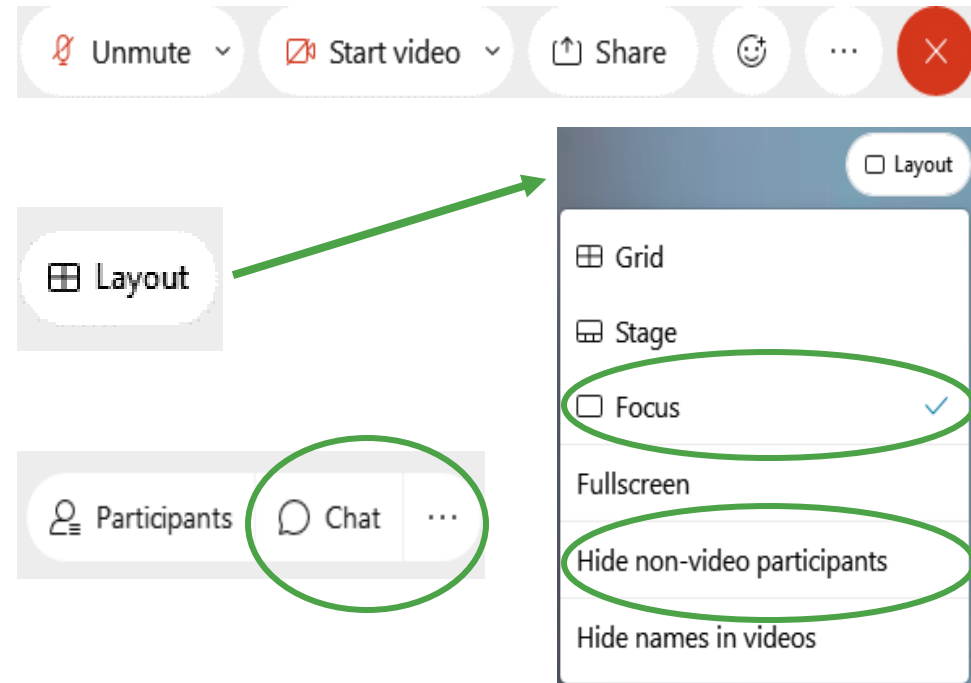 Unmute Start video Share
Layout
Layout
Grid
Stage
Focus
Fullscreen
Hide non-video participants
Hide names in videos
Participants Chat